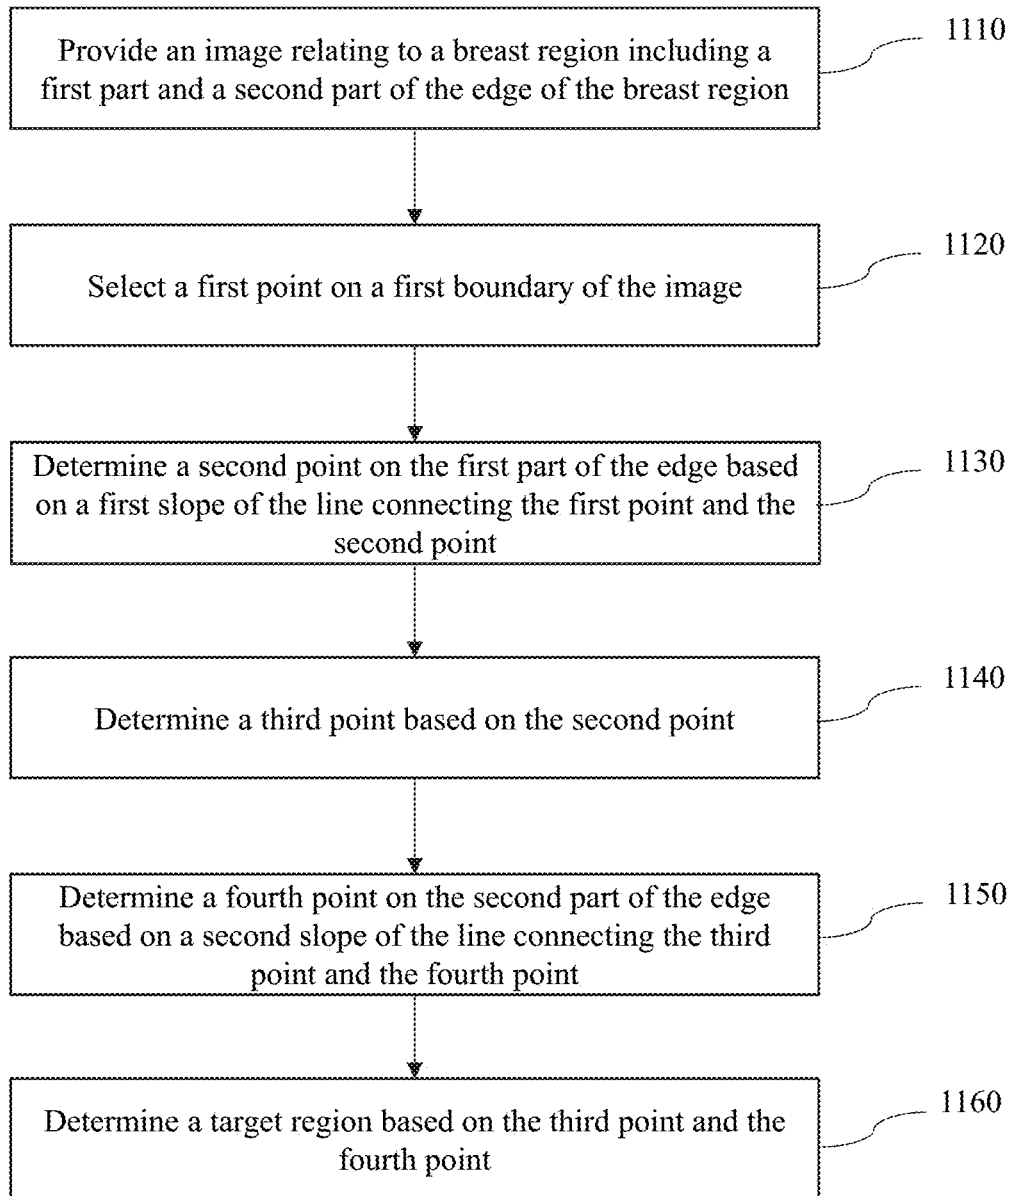 Provide an image relating to a breast region including a
first part and a second part of the edge of the breast region
1110
Select a first point on a first boundary of the image
1120
Determine a second point on the first part of the edge based
on a first slope of the line connecting the first point and the
second point
1130
Determine a third point based on the second point
1140
Determine a fourth point on the second part of the edge
based on a second slope of the line connecting the third
point and the fourth point
1150
Determine a target region based on the third point and the
fourth point
1160